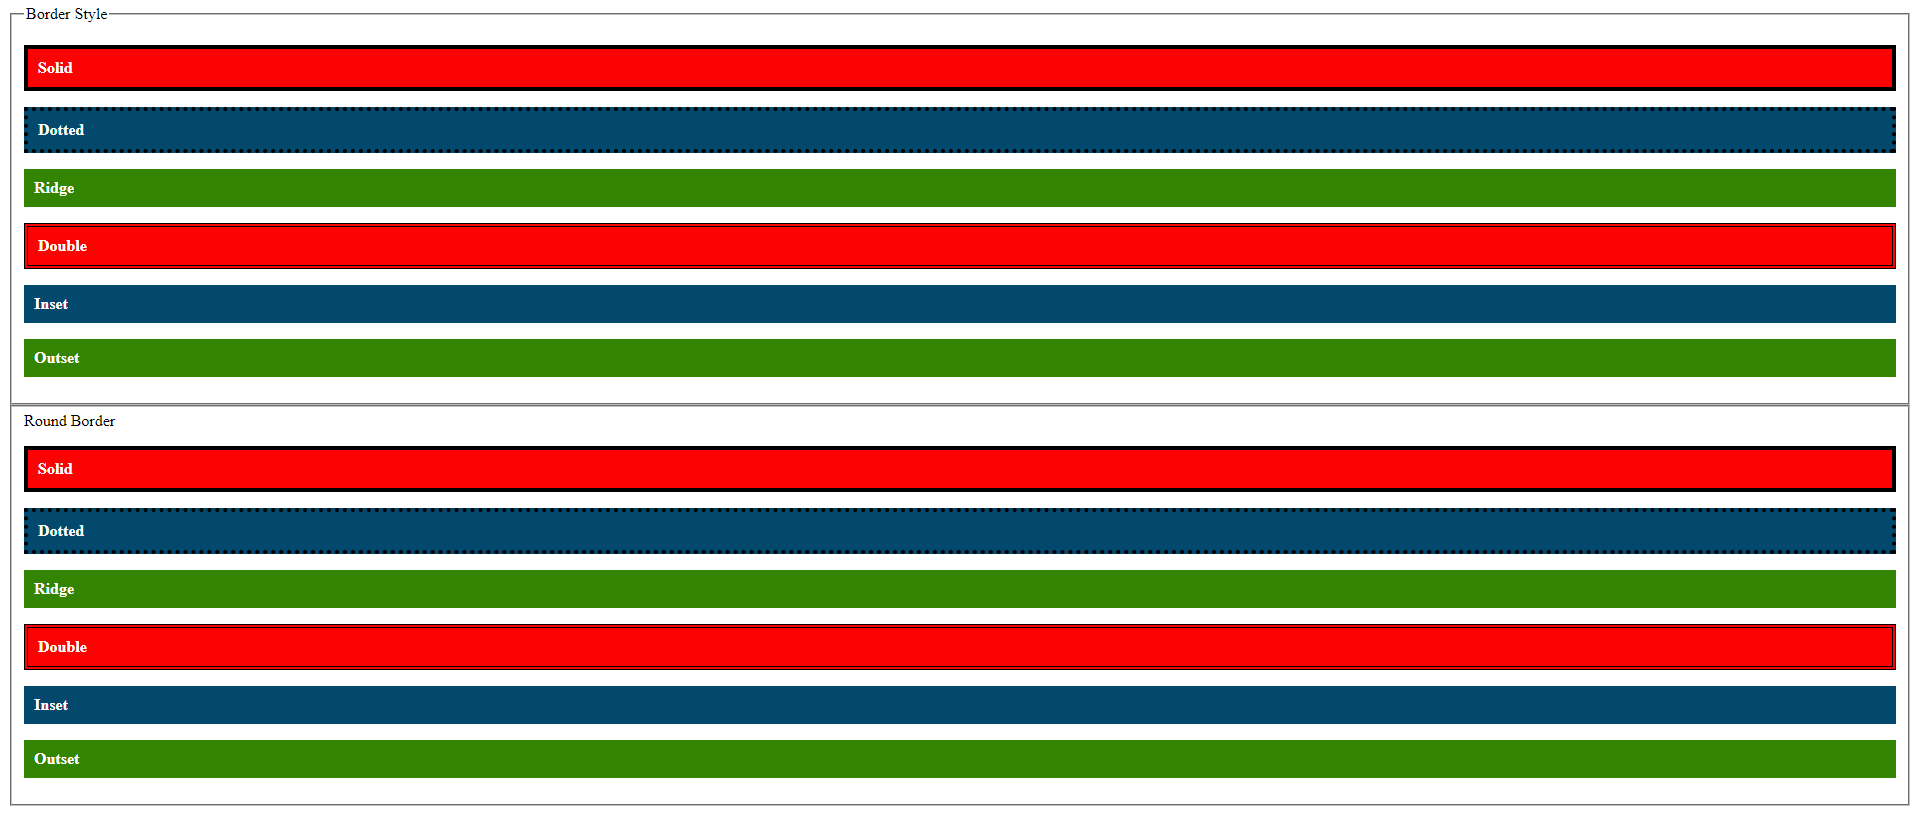 Border Style
Solid
Dotted
Ridge
Double
Inset
Outset
Round Border
Solid
Dotted
Ridge
Double
Inset
Outset